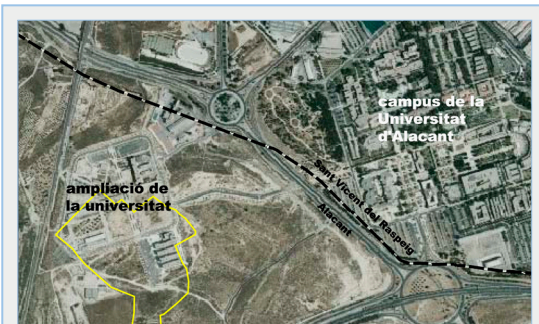 campus de la
Universitat
d'Alacant
Sant Vicent del Raspeig
Alacant
ampliació de
la universitat